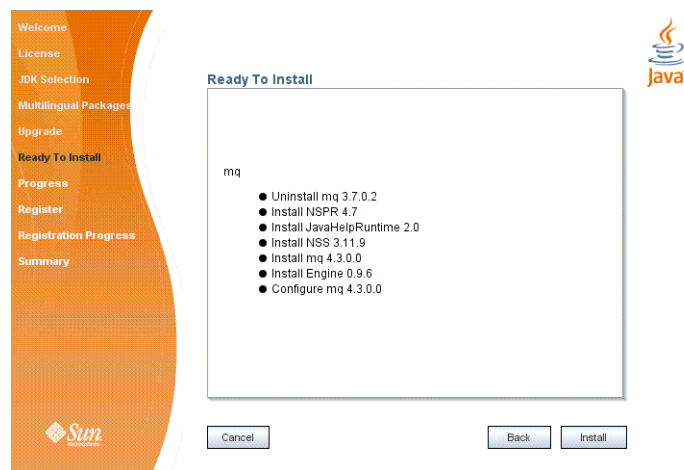 Welcome
License
JDK Selection
Multilingual Packages
Upgrade
Ready To Install
Progress
Register
Registration Progress
Summary
Sun
Java
Ready To Install
mq
Uninstall mq 3.7.0.2
Install NSPR 4.7
Install JavaHelpRuntime 2.0
Install NSS 3.11.9
Install mq 4.3.0.0
Install Engine 0.9.6
Configure mq 4.3.0.0
Cancel
Back
Install